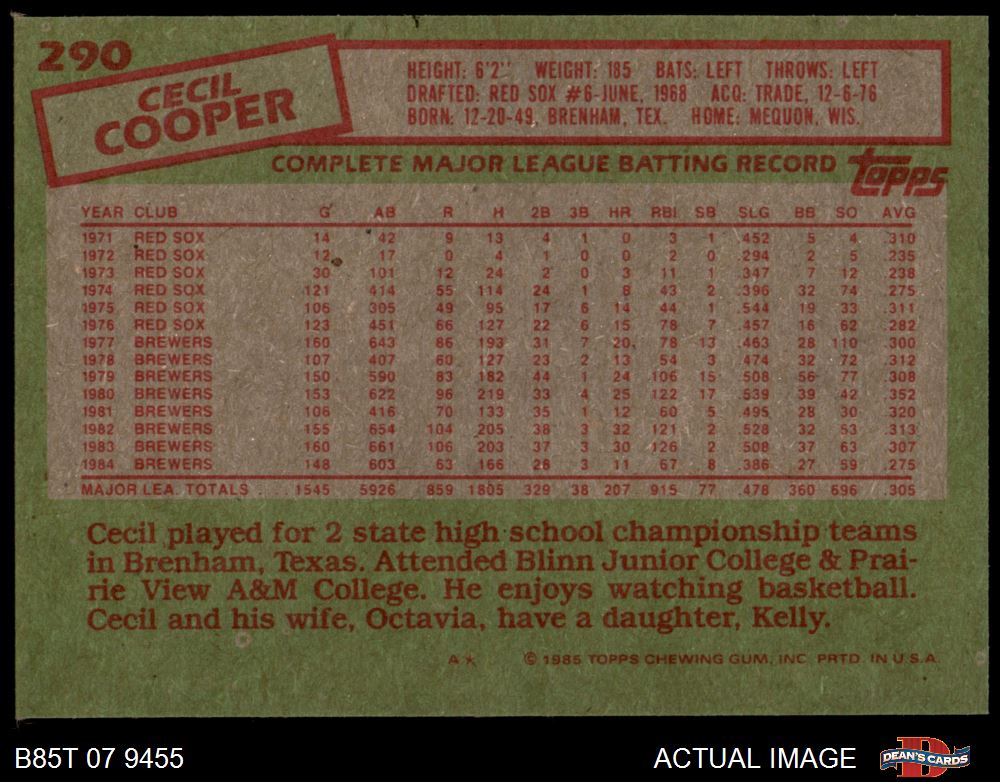 290
CECIL
COOPER
HEIGHT: 6'2" WEIGHT: 185 BATS: LEFT THROWS: LEFT
DRAFTED: RED SOX #6-JUNE, 1968 ACQ: TRADE, 12-6-76
BORN: 12-20-49, BRENHAM, TEX. HOME: MEQUON, WIS.
COMPLETE MAJOR LEAGUE BATTING RECORD topps
YEAR CLUB G AB R H 2B 3B HR RBI SB SLG BB SO AVG
1971 RED SOX 14 42 9 13 4 1 0 3 1 .452 5 4 .310
1972 RED SOX 12 17 0 4 1 0 0 2 0 .294 2 5 .235
1973 RED SOX 30 101 12 24 2 0 3 11 1 .347 7 12 .238
1974 RED SOX 121 414 55 114 24 1 8 43 2 .396 32 74 .275
1975 RED SOX 106 305 49 95 17 6 14 44 1 .544 19 33 .311
1976 RED SOX 123 451 66 127 22 6 15 78 7 .457 16 62 .282
1977 BREWERS 160 643 86 193 31 7 20 78 13 .463 28 110 .300
1978 BREWERS 107 407 60 127 23 2 13 54 3 .474 32 72 .312
1979 BREWERS 150 590 83 182 44 1 24 106 15 .508 56 77 .308
1980 BREWERS 153 622 96 219 33 4 25 122 17 .539 39 42 .352
1981 BREWERS 106 416 70 133 35 1 12 60 5 .495 28 30 .320
1982 BREWERS 155 654 104 205 38 3 32 121 2 .528 32 53 .313
1983 BREWERS 160 661 106 203 37 3 30 126 2 .508 37 63 .307
1984 BREWERS 148 603 63 166 28 3 11 67 8 .386 27 59 .275
MAJOR LEA. TOTALS . . . 1545 5926 859 1805 329 38 207 915 77 .478 360 696 .305
Cecil played for 2 state high school championship teams
in Brenham, Texas. Attended Blinn Junior College & Prai-
rie View A&M College. He enjoys watching basketball.
Cecil and his wife, Octavia, have a daughter, Kelly.
A* © 1985 TOPPS CHEWING GUM, INC. PRTD. IN U.S.A.
B85T 07 9455 ACTUAL IMAGE DEAN'S CARDS